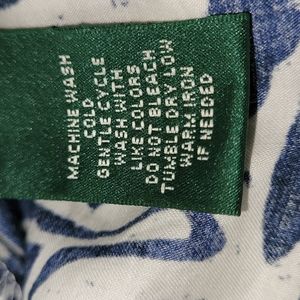 MACHINE WASH
COLD
GENTLE CYCLE
WASH WITH
LIKE COLORS
DO NOT BLEACH
TUMBLE DRY LOW
WARM IRON
IF NEEDED